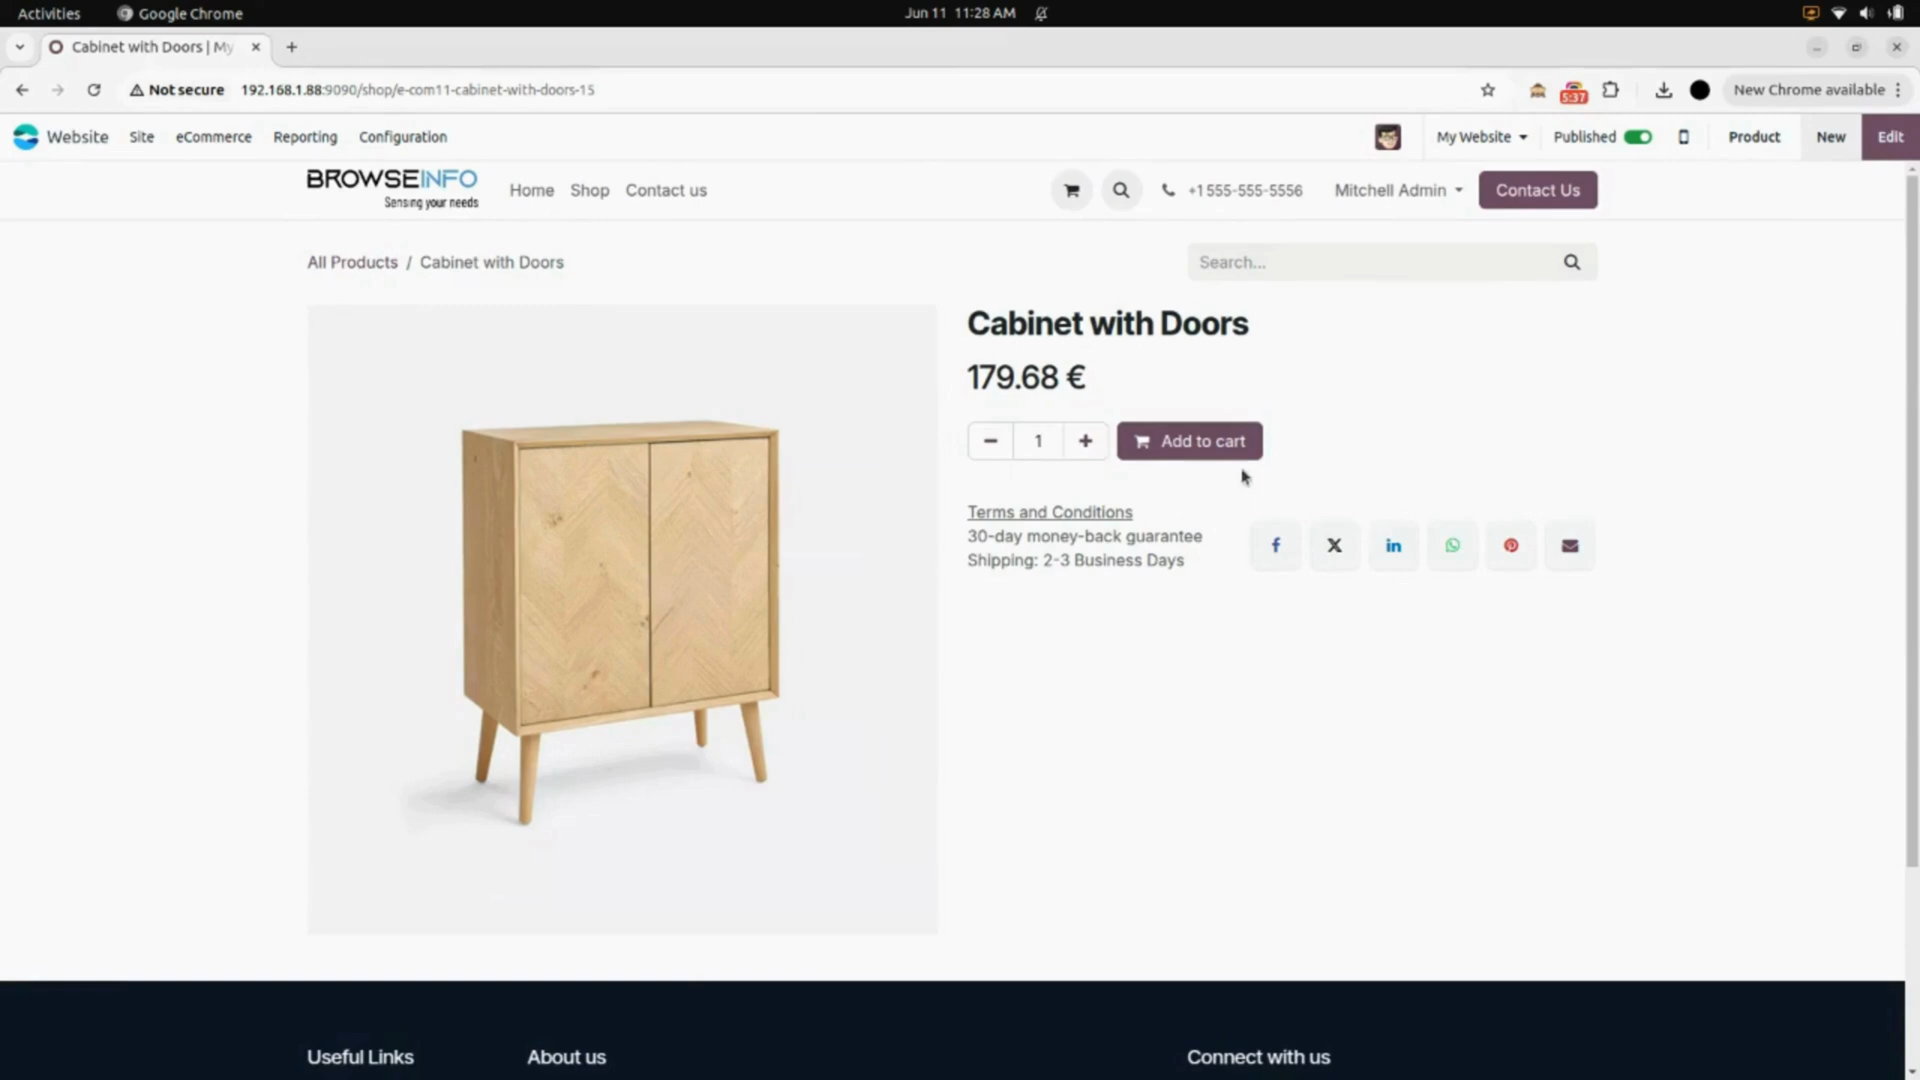 Activities Google Chrome Jun 11 11:28 AM
Cabinet with Doors | My
Not secure 192.168.1.88:9090/shop/e-com11-cabinet-with-doors-15 5:37 New Chrome available
Website Site eCommerce Reporting Configuration My Website Published Product New Edit
BROWSEINFO
Sensing your needs
Home Shop Contact us +1 555-555-5556 Mitchell Admin Contact Us
All Products / Cabinet with Doors Search...
Cabinet with Doors
179.68 €
1 Add to cart
Terms and Conditions
30-day money-back guarantee
Shipping: 2-3 Business Days
Useful Links About us Connect with us